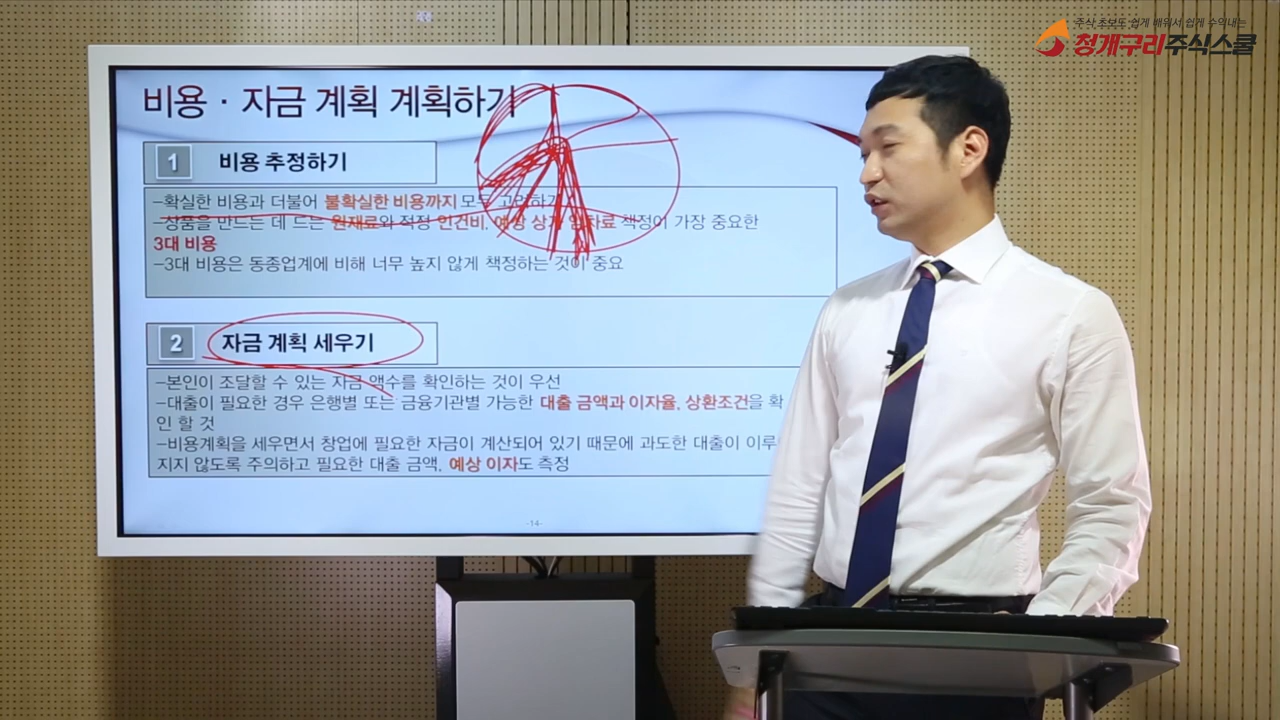 주식 초보도 쉽게 배워서 쉽게 수익내는
청개구리주식스쿨
비용 · 자금 계획 계획하기
1 비용 추정하기
-확실한 비용과 더불어 불확실한 비용까지 모두 고려하기
-상품을 만드는 데 드는 원재료와 적정 인건비, 예상 상가 임차료 책정이 가장 중요한
3대 비용
-3대 비용은 동종업계에 비해 너무 높지 않게 책정하는 것이 중요
2 자금 계획 세우기
-본인이 조달할 수 있는 자금 액수를 확인하는 것이 우선
-대출이 필요한 경우 은행별 또는 금융기관별 가능한 대출 금액과 이자율, 상환조건을 확
인 할 것
-비용계획을 세우면서 창업에 필요한 자금이 계산되어 있기 때문에 과도한 대출이 이루
지지 않도록 주의하고 필요한 대출 금액, 예상 이자도 측정
-14-